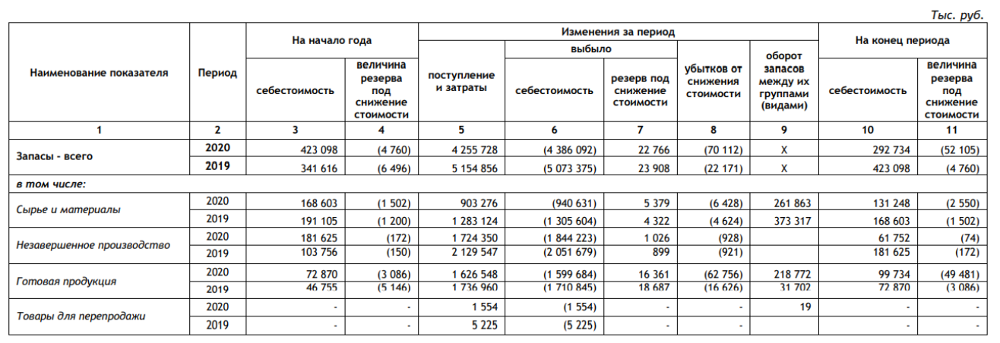 Тыс. руб.
Наименование показателя Период На начало года Изменения за период На конец периода
себестоимость величина резерва под снижение стоимости поступление и затраты выбыло убытков от снижения стоимости оборот запасов между их группами (видами) себестоимость величина резерва под снижение стоимости
себестоимость резерв под снижение стоимости
1 2 3 4 5 6 7 8 9 10 11
Запасы - всего 2020 423 098 (4 760) 4 255 728 (4 386 092) 22 766 (70 112) X 292 734 (52 105)
2019 341 616 (6 496) 5 154 856 (5 073 375) 23 908 (22 171) X 423 098 (4 760)
в том числе:
Сырье и материалы 2020 168 603 (1 502) 903 276 (940 631) 5 379 (6 428) 261 863 131 248 (2 550)
2019 191 105 (1 200) 1 283 124 (1 305 604) 4 322 (4 624) 373 317 168 603 (1 502)
Незавершенное производство 2020 181 625 (172) 1 724 350 (1 844 223) 1 026 (928) 61 752 (74)
2019 103 756 (150) 2 129 547 (2 051 679) 899 (921) 181 625 (172)
Готовая продукция 2020 72 870 (3 086) 1 626 548 (1 599 684) 16 361 (62 756) 218 772 99 734 (49 481)
2019 46 755 (5 146) 1 736 960 (1 710 845) 18 687 (16 626) 31 702 72 870 (3 086)
Товары для перепродажи 2020 - - 1 554 (1 554) - - 19 - -
2019 - - 5 225 (5 225) - - - -